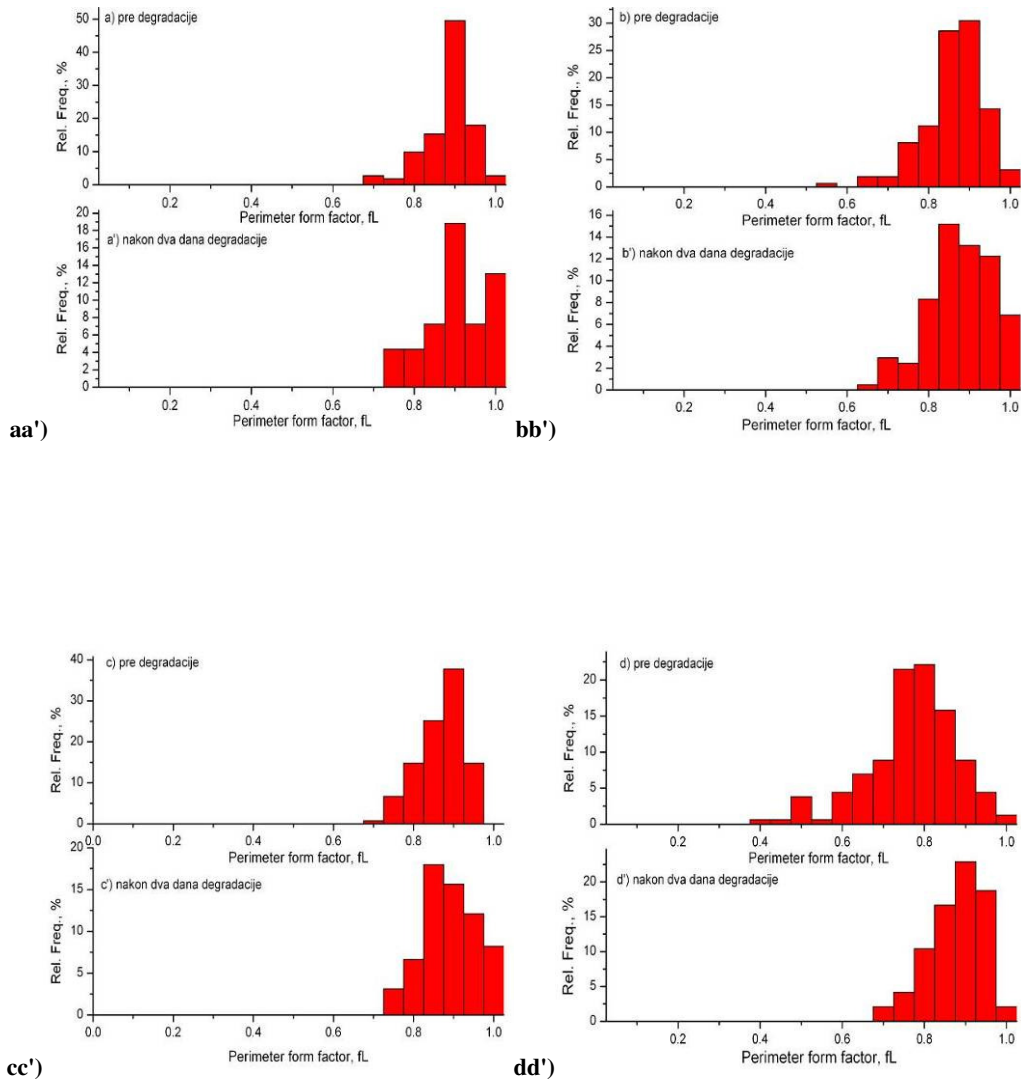 a) pre degradacije
50
40
30
20
10
0
Rel. Freq., %
0.2 0.4 0.6 0.8 1.0
Perimeter form factor, fL
a') nakon dva dana degradacije
20
18
16
14
12
10
8
6
4
2
0
Rel. Freq., %
0.2 0.4 0.6 0.8 1.0
Perimeter form factor, fL
aa')
b) pre degradacije
30
25
20
15
10
5
0
Rel. Freq., %
0.2 0.4 0.6 0.8 1.0
Perimeter form factor, fL
b') nakon dva dana degradacije
16
14
12
10
8
6
4
2
0
Rel. Freq., %
0.2 0.4 0.6 0.8 1.0
Perimeter form factor, fL
bb')
c) pre degradacije
40
30
20
10
0
Rel. Freq., %
0.0 0.2 0.4 0.6 0.8 1.0
Perimeter form factor, fL
c') nakon dva dana degradacije
20
15
10
5
0
Rel. Freq., %
0.0 0.2 0.4 0.6 0.8 1.0
Perimeter form factor, fL
cc')
d) pre degradacije
20
15
10
5
0
Rel. Freq., %
0.2 0.4 0.6 0.8 1.0
Perimeter form factor, fL
d') nakon dva dana degradacije
20
15
10
5
0
Rel. Freq., %
0.2 0.4 0.6 0.8 1.0
Perimeter form factor, fL
dd')